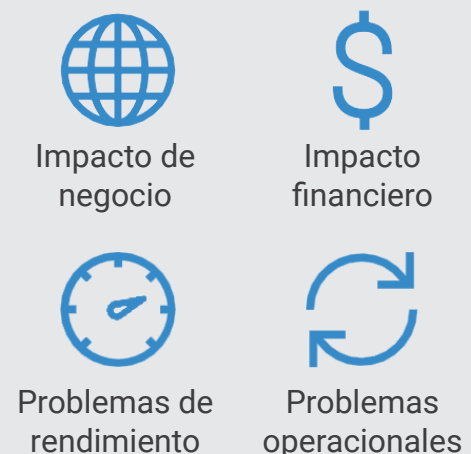 Impacto de
negocio
Impacto
financiero
Problemas de
rendimiento
Problemas
operacionales